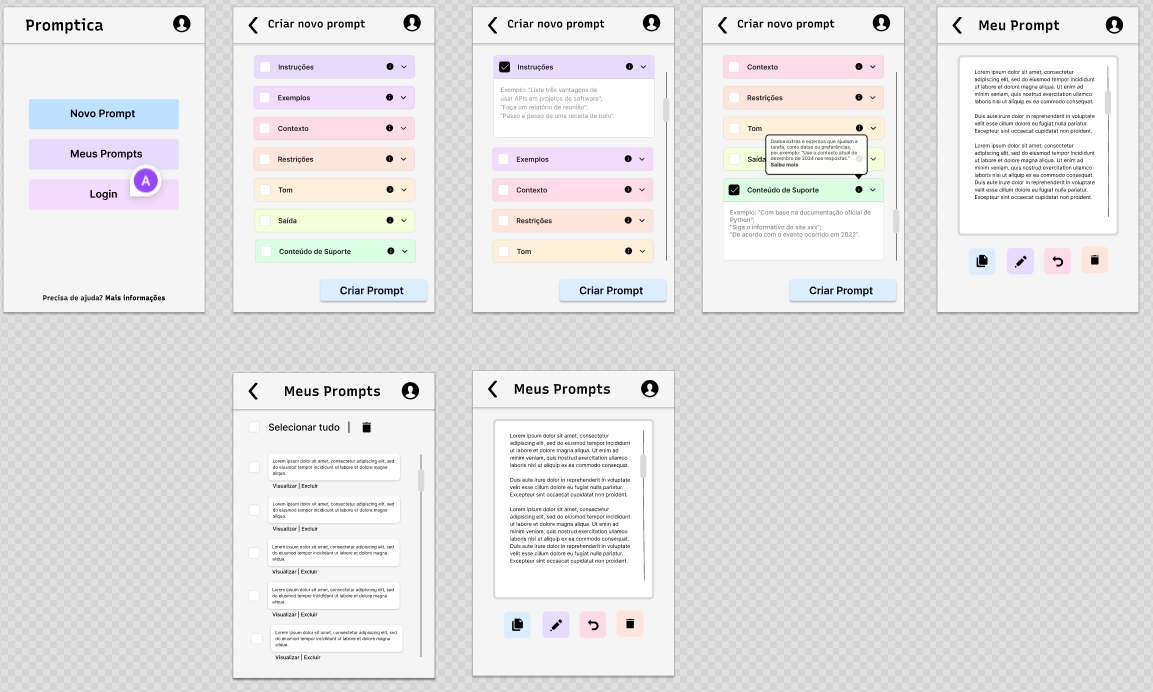 Promptica
Novo Prompt
Meus Prompts
Login
A
Precisa de ajuda? Mais informações
Criar novo prompt
Instruções
Exemplos
Contexto
Restrições
Tom
Saída
Conteúdo de Suporte
Criar Prompt
Criar novo prompt
Instruções
Exemplo: "Liste três vantagens de
usar APIs em projetos de software";
"Faça um relatório de reunião";
"Passo a passo de uma receita de bolo".
Exemplos
Contexto
Restrições
Tom
Criar Prompt
Criar novo prompt
Contexto
Restrições
Tom
Dados extras e externos que ajudam a
tarefa, como datas ou preferências,
por exemplo: "Use o contexto atual de
dezembro de 2024 nas respostas."
Saiba mais
Saída
Conteúdo de Suporte
Exemplo: "Com base na documentação oficial de
Python";
"Siga o informativo do site xxx";
"De acordo com o evento ocorrido em 2022".
Criar Prompt
Meu Prompt
Lorem ipsum dolor sit amet, consectetur
adipiscing elit, sed do eiusmod tempor incididunt
ut labore et dolore magna aliqua. Ut enim ad
minim veniam, quis nostrud exercitation ullamco
laboris nisi ut aliquip ex ea commodo consequat.
Duis aute irure dolor in reprehenderit in voluptate
velit esse cillum dolore eu fugiat nulla pariatur.
Excepteur sint occaecat cupidatat non proident.
Lorem ipsum dolor sit amet, consectetur
adipiscing elit, sed do eiusmod tempor incididunt
ut labore et dolore magna aliqua. Ut enim ad
minim veniam, quis nostrud exercitation ullamco
laboris nisi ut aliquip ex ea commodo consequat.
Duis aute irure dolor in reprehenderit in voluptate
velit esse cillum dolore eu fugiat nulla pariatur.
Excepteur sint occaecat cupidatat non proident.
Meus Prompts
Selecionar tudo |
Lorem ipsum dolor sit amet, consectetur adipiscing elit, sed
do eiusmod tempor incididunt ut labore et dolore magna
aliqua.
Visualizar | Excluir
Lorem ipsum dolor sit amet, consectetur adipiscing elit, sed
do eiusmod tempor incididunt ut labore et dolore magna
aliqua.
Visualizar | Excluir
Lorem ipsum dolor sit amet, consectetur adipiscing elit, sed
do eiusmod tempor incididunt ut labore et dolore magna
aliqua.
Visualizar | Excluir
Lorem ipsum dolor sit amet, consectetur adipiscing elit, sed
do eiusmod tempor incididunt ut labore et dolore magna
aliqua.
Visualizar | Excluir
Lorem ipsum dolor sit amet, consectetur adipiscing elit, sed
do eiusmod tempor incididunt ut labore et dolore magna
aliqua.
Visualizar | Excluir
Meus Prompts
Lorem ipsum dolor sit amet, consectetur
adipiscing elit, sed do eiusmod tempor incididunt
ut labore et dolore magna aliqua. Ut enim ad
minim veniam, quis nostrud exercitation ullamco
laboris nisi ut aliquip ex ea commodo consequat.
Duis aute irure dolor in reprehenderit in voluptate
velit esse cillum dolore eu fugiat nulla pariatur.
Excepteur sint occaecat cupidatat non proident.
Lorem ipsum dolor sit amet, consectetur
adipiscing elit, sed do eiusmod tempor incididunt
ut labore et dolore magna aliqua. Ut enim ad
minim veniam, quis nostrud exercitation ullamco
laboris nisi ut aliquip ex ea commodo consequat.
Duis aute irure dolor in reprehenderit in voluptate
velit esse cillum dolore eu fugiat nulla pariatur.
Excepteur sint occaecat cupidatat non proident.